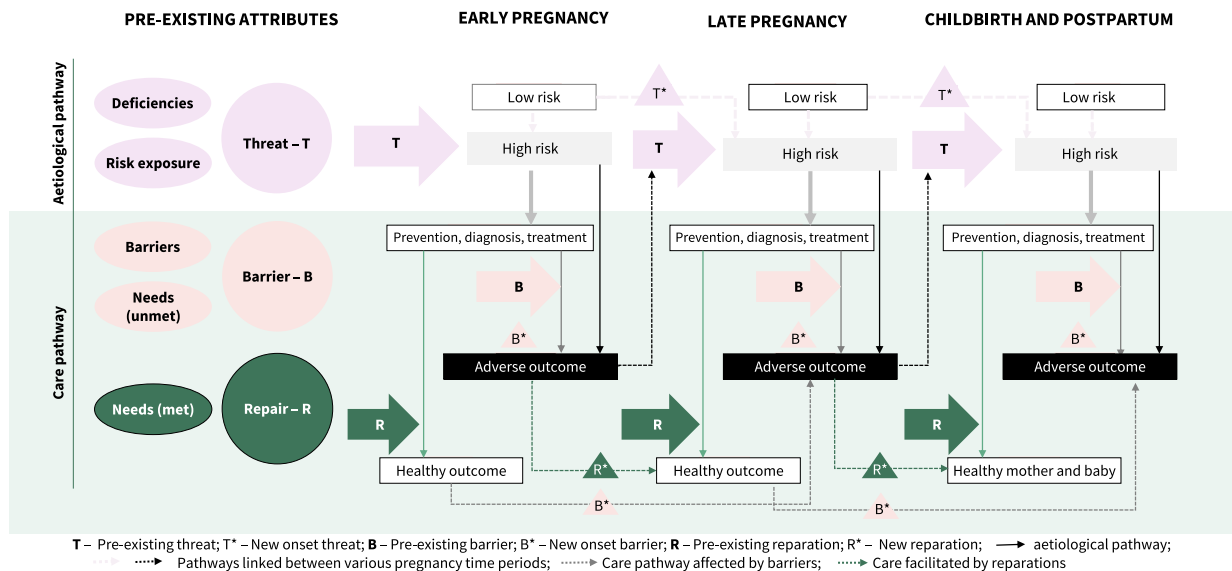 PRE-EXISTING ATTRIBUTES
EARLY PREGNANCY
LATE PREGNANCY
CHILDBIRTH AND POSTPARTUM
Aetiological pathway
Deficiencies
Risk exposure
Threat – T
T
Low risk
High risk
T*
T
Low risk
High risk
T*
T
Low risk
High risk
Care pathway
Barriers
Needs
(unmet)
Barrier – B
Prevention, diagnosis, treatment
B
B*
Adverse outcome
Prevention, diagnosis, treatment
B
B*
Adverse outcome
Prevention, diagnosis, treatment
B
B*
Adverse outcome
Needs (met)
Repair – R
R
Healthy outcome
R*
B*
R
Healthy outcome
R*
B*
R
Healthy mother and baby
T – Pre-existing threat; T* – New onset threat; B – Pre-existing barrier; B* – New onset barrier; R – Pre-existing reparation; R* – New reparation; aetiological pathway;
Pathways linked between various pregnancy time periods; Care pathway affected by barriers; Care facilitated by reparations